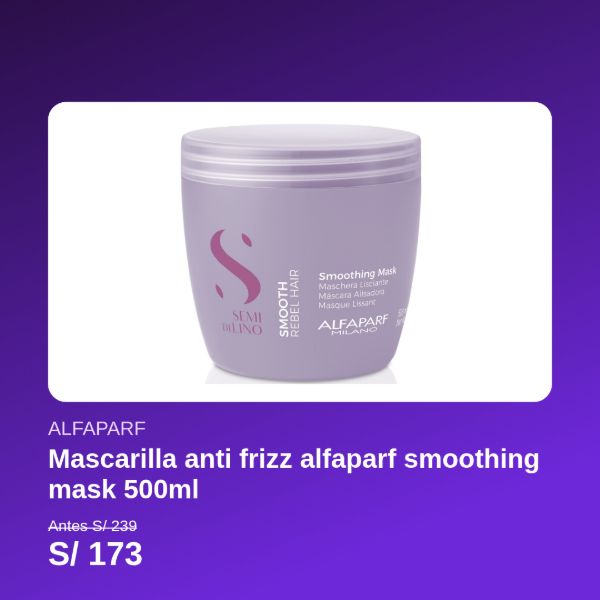 SEMI
DI LINO
SMOOTH
REBEL HAIR
Smoothing Mask
Maschera Lisciante
Máscara Alisadora
Masque Lissant
ALFAPARF
MILANO
ALFAPARF
Mascarilla anti frizz alfaparf smoothing
mask 500ml
Antes S/ 239
S/ 173